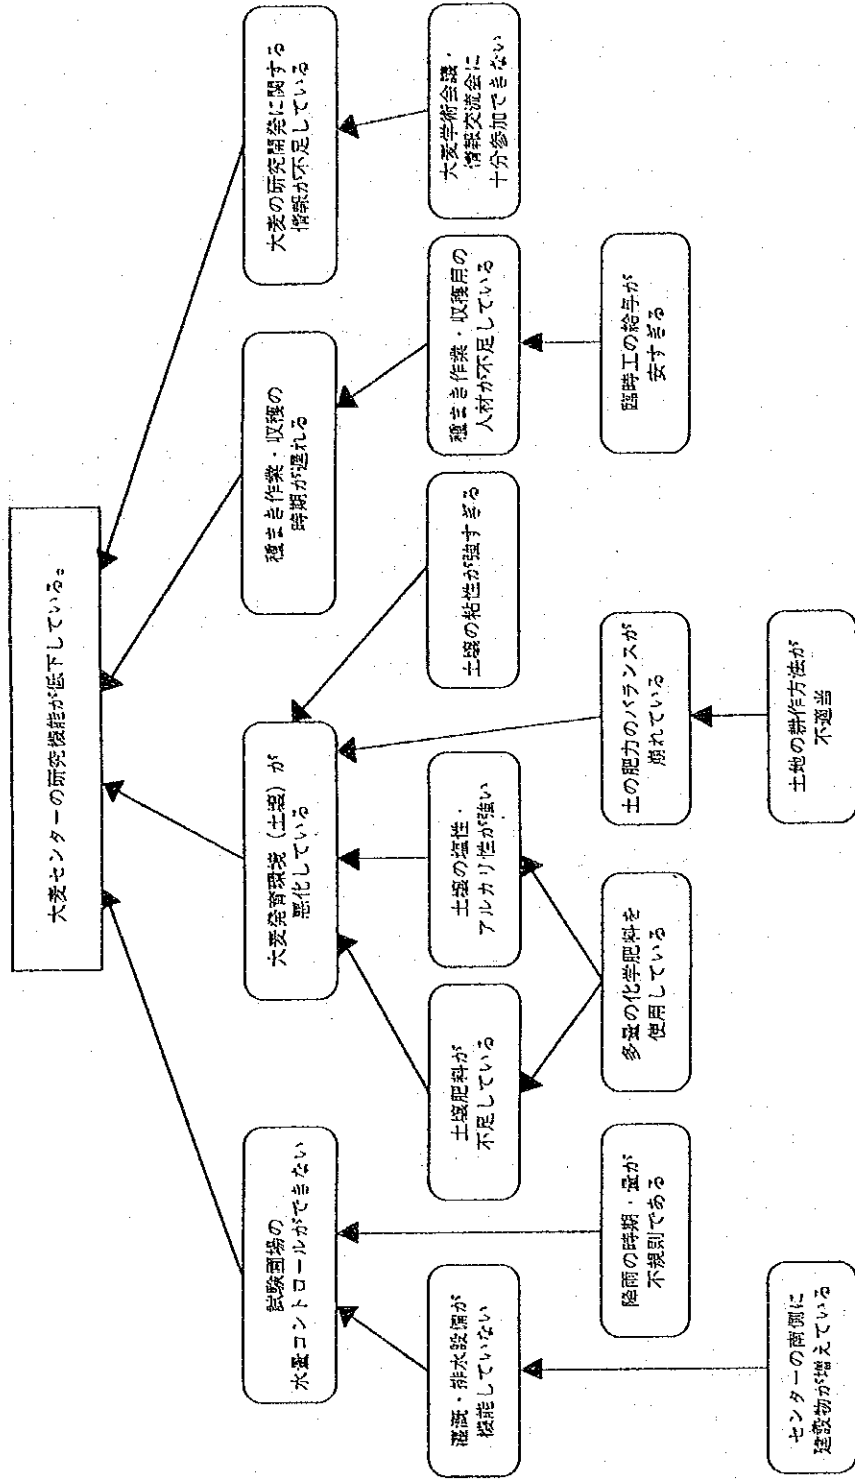 大麦センターの研究機能が低下している。
試験圃場の
水量コントロールができない
大麦発育環境（土壌）が
悪化している
種まき作業・収穫の
時期が遅れる
大麦の研究開発に関する
情報が不足している
灌漑・排水設備が
機能していない
土壌肥料が
不足している
土壌の塩性・
アルカリ性が強い
土壌の粘性が強すぎる
種まき作業・収穫用の
人材が不足している
大麦学術会議・
情報交流会に
十分参加できない
降雨の時期・量が
不規則である
多量の化学肥料を
使用している
土の肥力のバランスが
崩れている
臨時工の給与が
安すぎる
センターの南側に
建設物が増えている
土地の耕作方法が
不適当